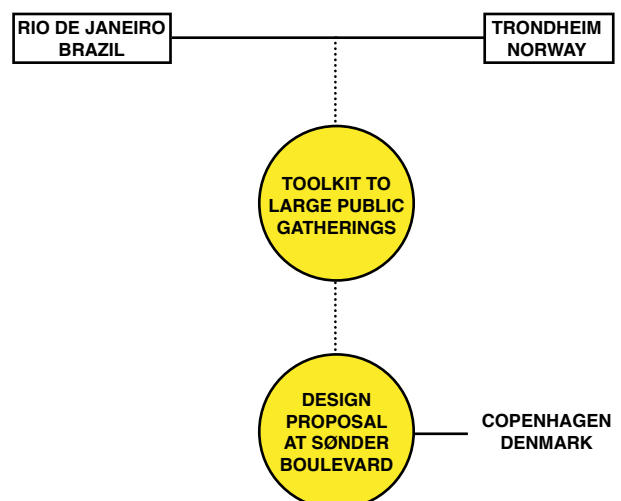 RIO DE JANEIRO
BRAZIL
TRONDHEIM
NORWAY
TOOLKIT TO
LARGE PUBLIC
GATHERINGS
DESIGN
PROPOSAL
AT SØNDER
BOULEVARD
COPENHAGEN
DENMARK